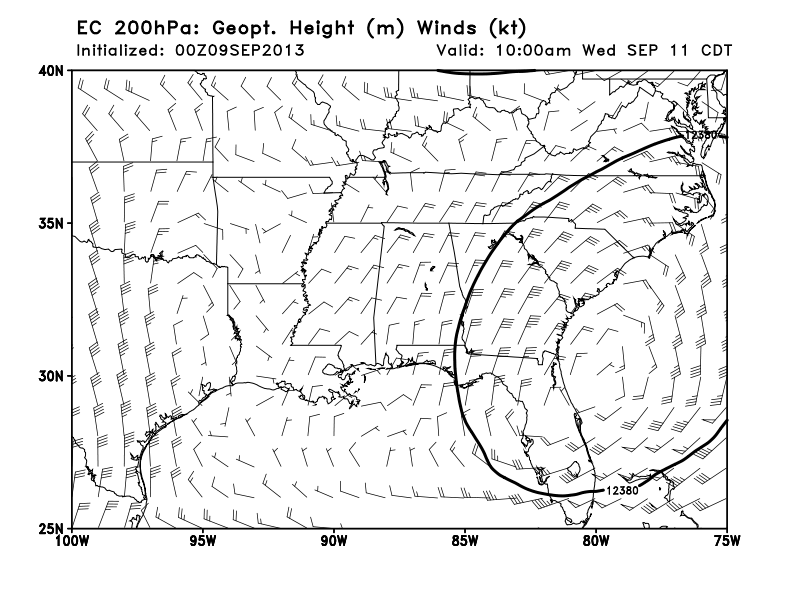 EC 200hPa: Geopt. Height (m) Winds (kt)
Initialized: 00Z09SEP2013 Valid: 10:00am Wed SEP 11 CDT
40N
12380
35N
30N
12380
25N
100W 95W 90W 85W 80W 75W